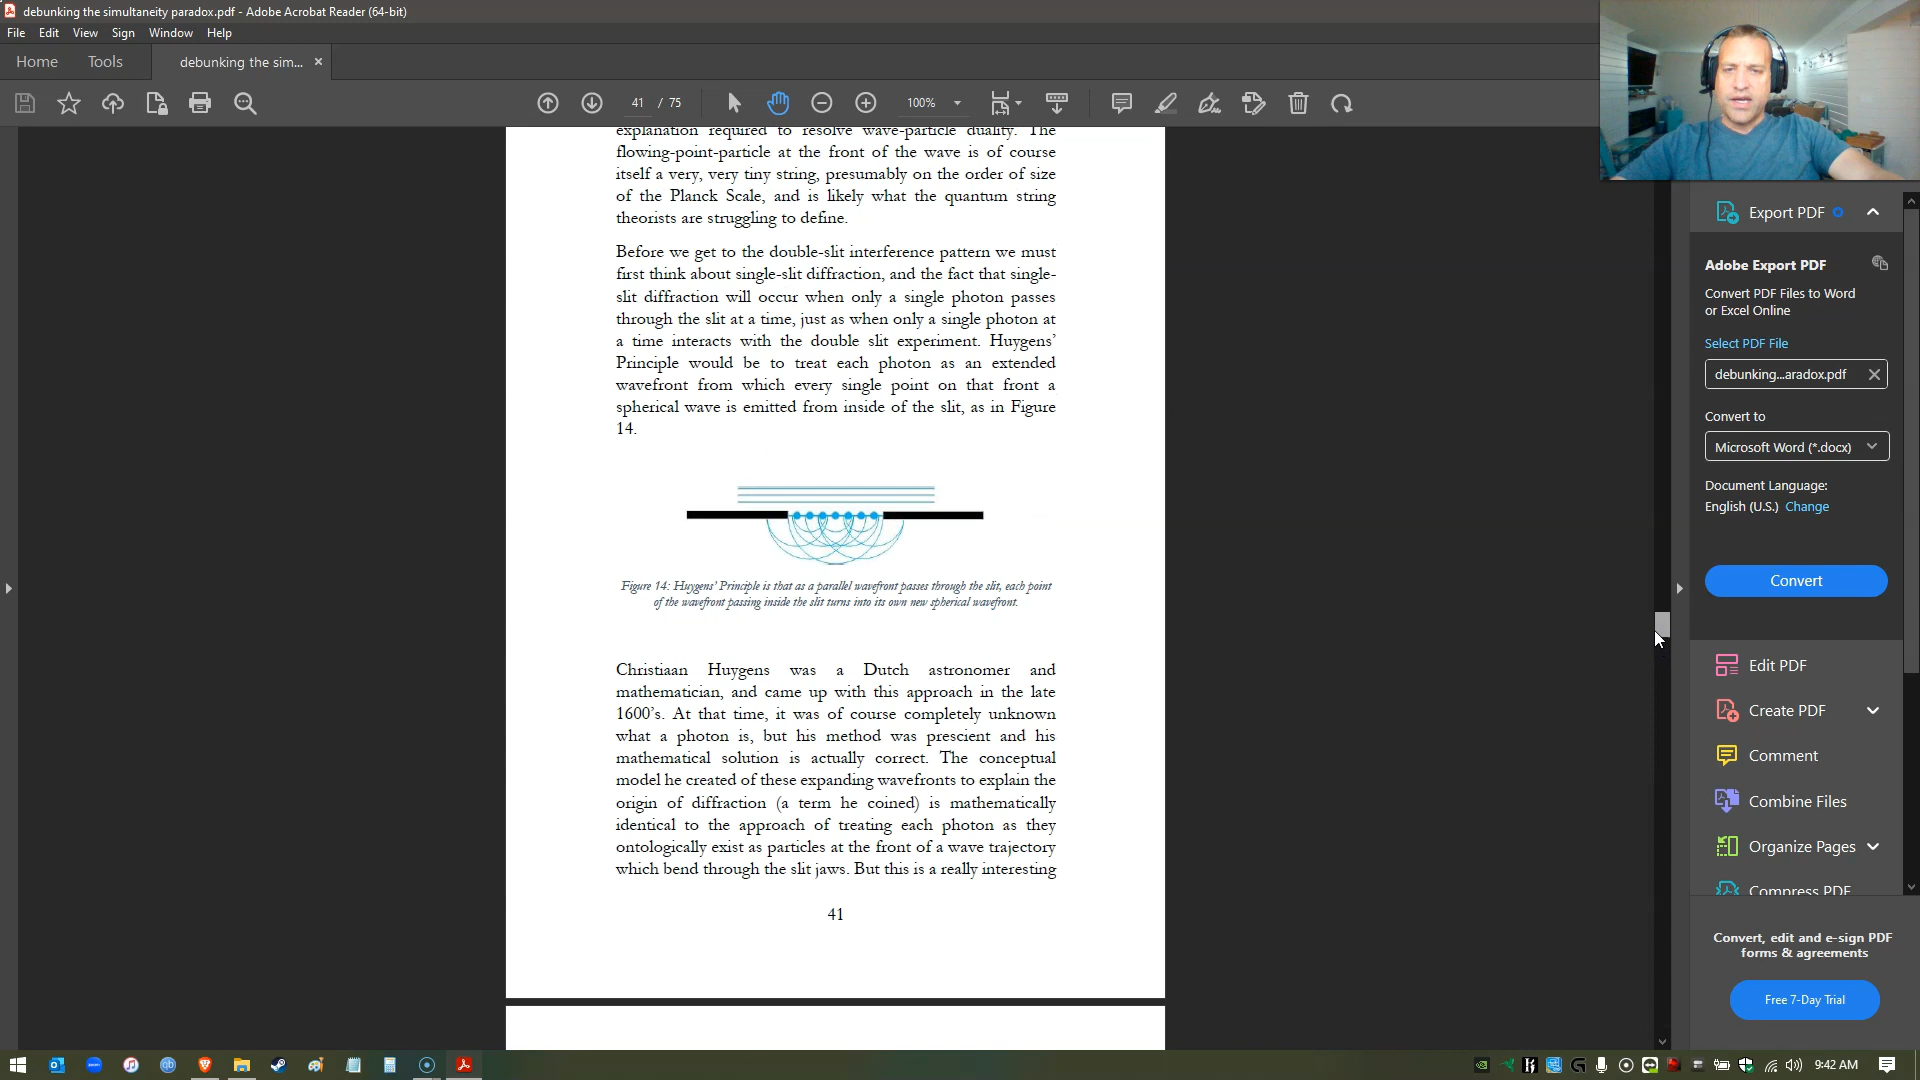 debunking the simultaneity paradox.pdf - Adobe Acrobat Reader (64-bit)
File Edit View Sign Window Help
Home Tools debunking the sim... ×
41 / 75 100%
explanation required to resolve wave-particle duality. The
flowing-point-particle at the front of the wave is of course
itself a very, very tiny string, presumably on the order of size
of the Planck Scale, and is likely what the quantum string
theorists are struggling to define.
Before we get to the double-slit interference pattern we must
first think about single-slit diffraction, and the fact that single-
slit diffraction will occur when only a single photon passes
through the slit at a time, just as when only a single photon at
a time interacts with the double slit experiment. Huygens’
Principle would be to treat each photon as an extended
wavefront from which every single point on that front a
spherical wave is emitted from inside of the slit, as in Figure
14.
Figure 14: Huygens’ Principle is that as a parallel wavefront passes through the slit, each point
of the wavefront passing inside the slit turns into its own new spherical wavefront.
Christiaan Huygens was a Dutch astronomer and
mathematician, and came up with this approach in the late
1600’s. At that time, it was of course completely unknown
what a photon is, but his method was prescient and his
mathematical solution is actually correct. The conceptual
model he created of these expanding wavefronts to explain the
origin of diffraction (a term he coined) is mathematically
identical to the approach of treating each photon as they
ontologically exist as particles at the front of a wave trajectory
which bend through the slit jaws. But this is a really interesting
41
Export PDF
Adobe Export PDF
Convert PDF Files to Word
or Excel Online
Select PDF File
debunking...aradox.pdf
Convert to
Microsoft Word (*.docx)
Document Language:
English (U.S.) Change
Convert
Edit PDF
Create PDF
Comment
Combine Files
Organize Pages
Compress PDF
Convert, edit and e-sign PDF
forms & agreements
Free 7-Day Trial
9:42 AM